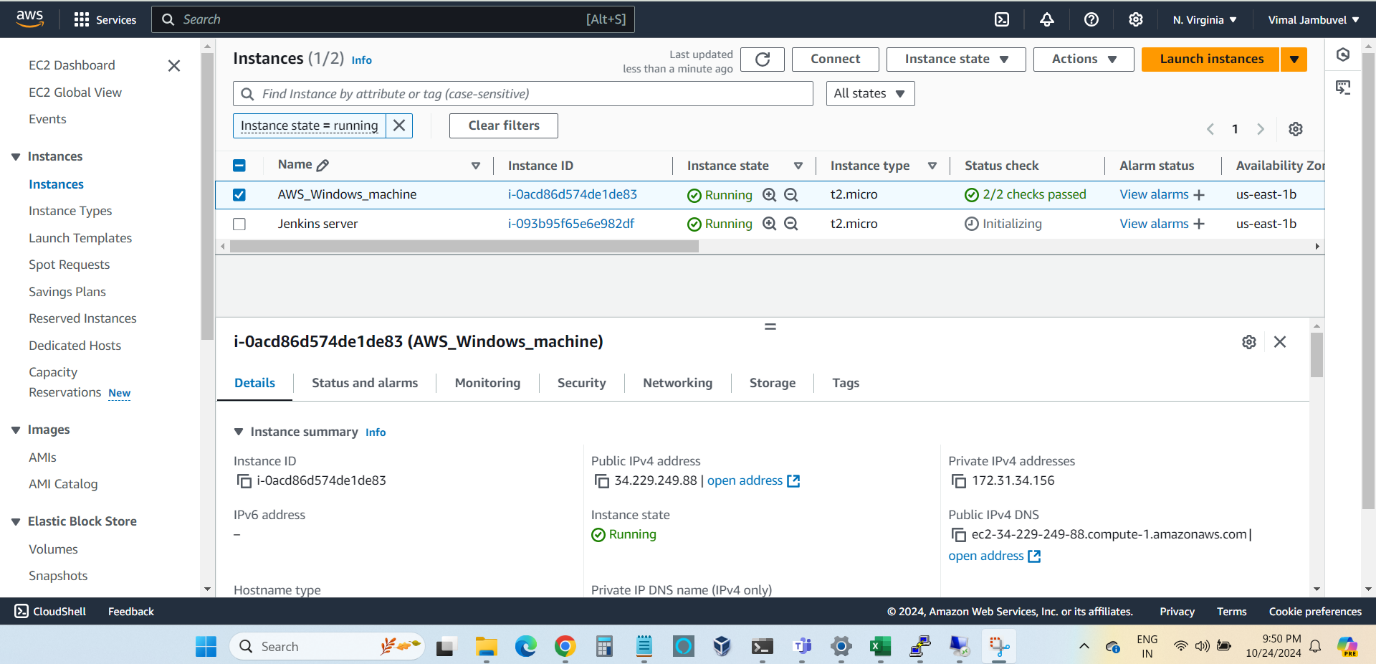 aws
Services
Search
[Alt+S]
N. Virginia
Vimal Jambuvel
EC2 Dashboard
EC2 Global View
Events
Instances
Instances
Instance Types
Launch Templates
Spot Requests
Savings Plans
Reserved Instances
Dedicated Hosts
Capacity
Reservations New
Images
AMIs
AMI Catalog
Elastic Block Store
Volumes
Snapshots
Instances (1/2) Info
Last updated
less than a minute ago
Connect
Instance state
Actions
Launch instances
Find Instance by attribute or tag (case-sensitive)
All states
Instance state = running
Clear filters
1
Name
Instance ID
Instance state
Instance type
Status check
Alarm status
Availability Zon
AWS_Windows_machine i-0acd86d574de1de83 Running t2.micro 2/2 checks passed View alarms + us-east-1b
Jenkins server i-093b95f65e6e982df Running t2.micro Initializing View alarms + us-east-1b
i-0acd86d574de1de83 (AWS_Windows_machine)
Details
Status and alarms
Monitoring
Security
Networking
Storage
Tags
Instance summary Info
Instance ID
i-0acd86d574de1de83
Public IPv4 address
34.229.249.88 | open address
Private IPv4 addresses
172.31.34.156
IPv6 address
–
Instance state
Running
Public IPv4 DNS
ec2-34-229-249-88.compute-1.amazonaws.com |
open address
Hostname type
Private IP DNS name (IPv4 only)
CloudShell
Feedback
© 2024, Amazon Web Services, Inc. or its affiliates.
Privacy
Terms
Cookie preferences
Search
ENG
IN
9:50 PM
10/24/2024
PRE